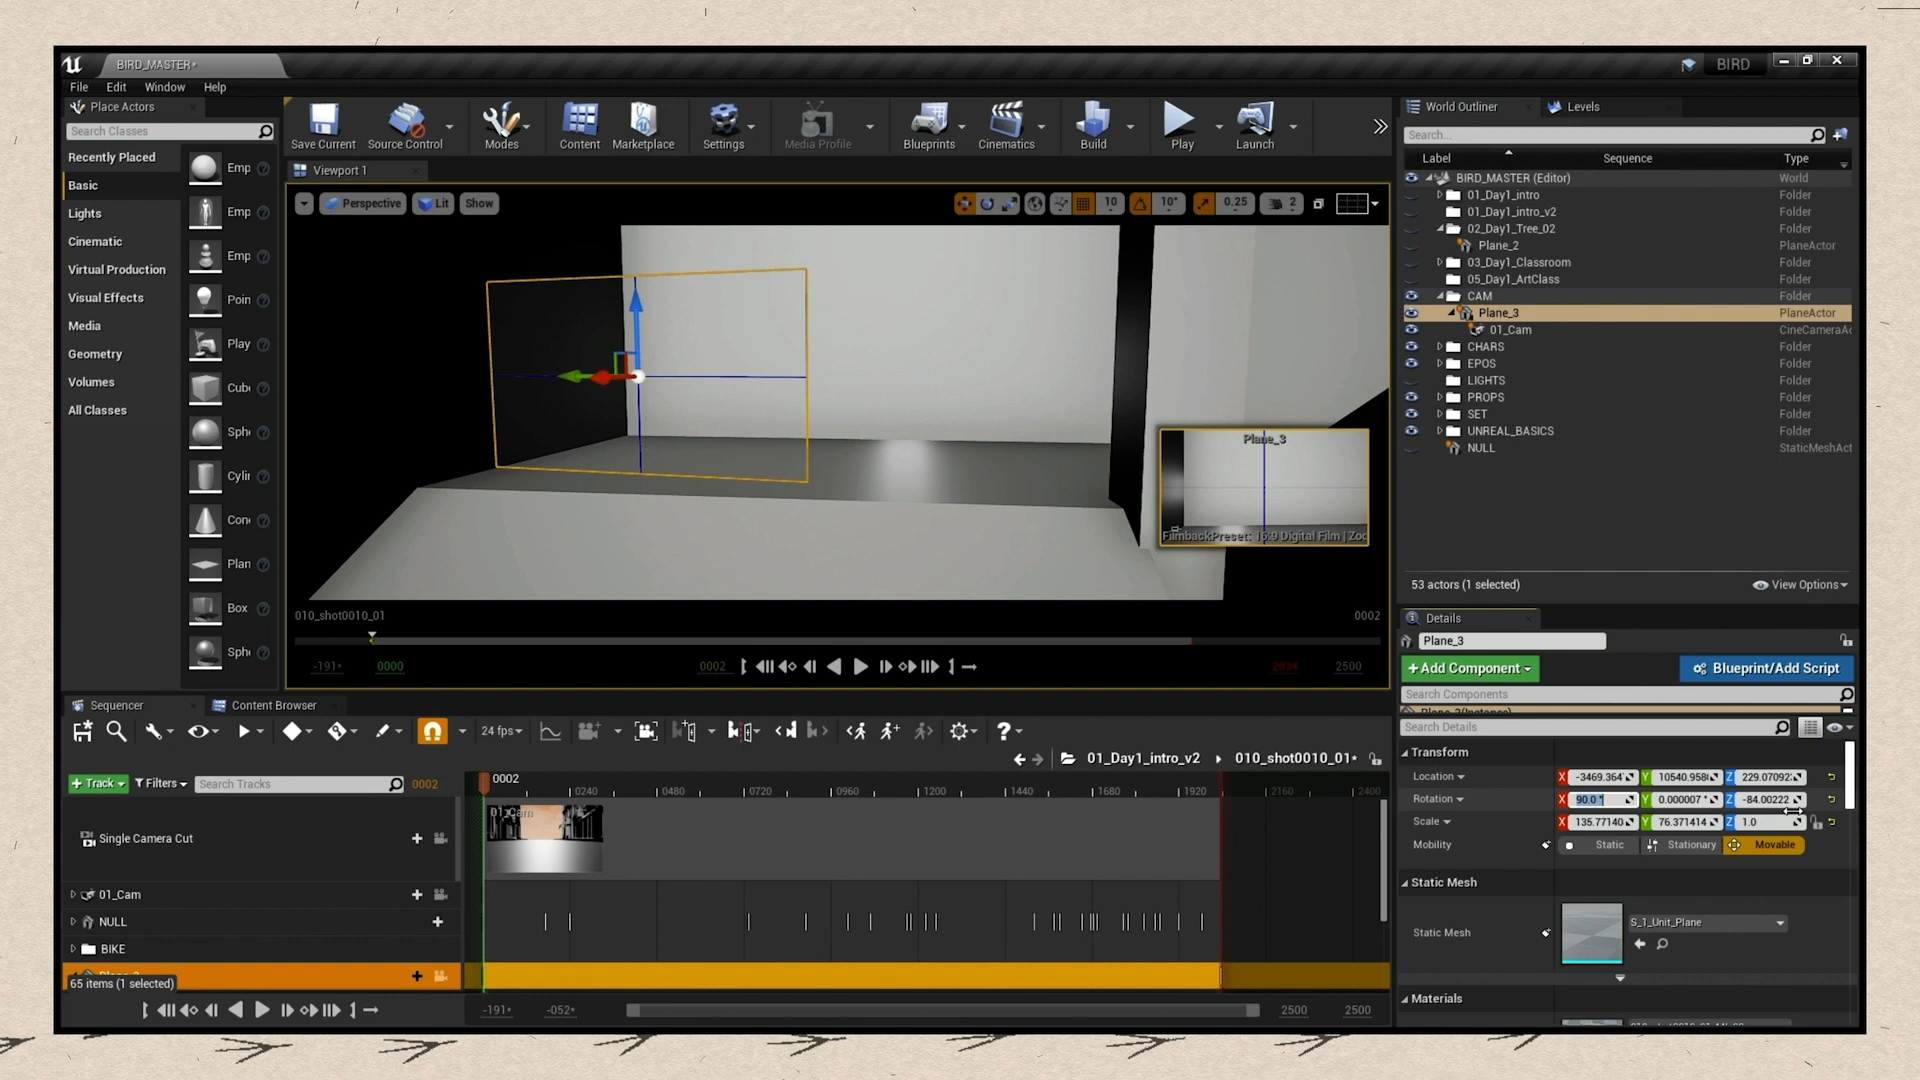 BIRD_MASTER*
BIRD
File Edit Window Help
Place Actors
Search Classes
Recently Placed
Basic
Lights
Cinematic
Virtual Production
Visual Effects
Media
Geometry
Volumes
All Classes
Emp
Emp
Emp
Poin
Play
Cub
Sph
Cyli
Con
Plan
Box
Sph
Save Current
Source Control
Modes
Content
Marketplace
Settings
Media Profile
Blueprints
Cinematics
Build
Play
Launch
Viewport 1
Perspective
Lit
Show
10
10°
0.25
2
Plane_3
FilmbackPreset: 16:9 Digital Film | Zoo
010_shot0010_01
0002
-191*
0000
0002
2034
2500
World Outliner
Levels
Search...
Label Sequence Type
BIRD_MASTER (Editor) World
01_Day1_intro Folder
01_Day1_intro_v2 Folder
02_Day1_Tree_02 Folder
Plane_2 PlaneActor
03_Day1_Classroom Folder
05_Day1_ArtClass Folder
CAM Folder
Plane_3 PlaneActor
01_Cam CineCameraAc
CHARS Folder
EPOS Folder
LIGHTS Folder
PROPS Folder
SET Folder
UNREAL_BASICS Folder
NULL StaticMeshAct
53 actors (1 selected)
View Options
Details
Plane_3
+Add Component
Blueprint/Add Script
Search Components
Search Details
Transform
Location X -3469.364 Y 10540.958 Z 229.07092
Rotation X 90.0 ° Y 0.000007 ° Z -84.00222
Scale X 135.77140 Y 76.371414 Z 1.0
Mobility Static Stationary Movable
Static Mesh
Static Mesh
S_1_Unit_Plane
Materials
Sequencer
Content Browser
24 fps
01_Day1_intro_v2
010_shot0010_01*
+ Track
Filters
Search Tracks
0002
0002
0240 0480 0720 0960 1200 1440 1680 1920 2160 2400
01_Cam
Single Camera Cut
01_Cam
NULL
BIKE
65 items (1 selected)
-191*
-052*
2500
2500